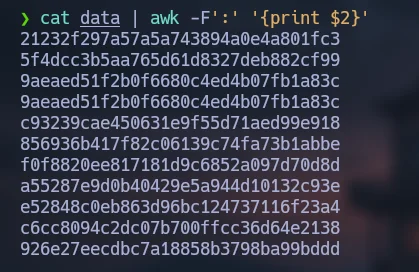 ❯ cat data | awk -F':' '{print $2}'
21232f297a57a5a743894a0e4a801fc3
5f4dcc3b5aa765d61d8327deb882cf99
9aeaed51f2b0f6680c4ed4b07fb1a83c
9aeaed51f2b0f6680c4ed4b07fb1a83c
c93239cae450631e9f55d71aed99e918
856936b417f82c06139c74fa73b1abbe
f0f8820ee817181d9c6852a097d70d8d
a55287e9d0b40429e5a944d10132c93e
e52848c0eb863d96bc124737116f23a4
c6cc8094c2dc07b700ffcc36d64e2138
926e27eecdbc7a18858b3798ba99bddd